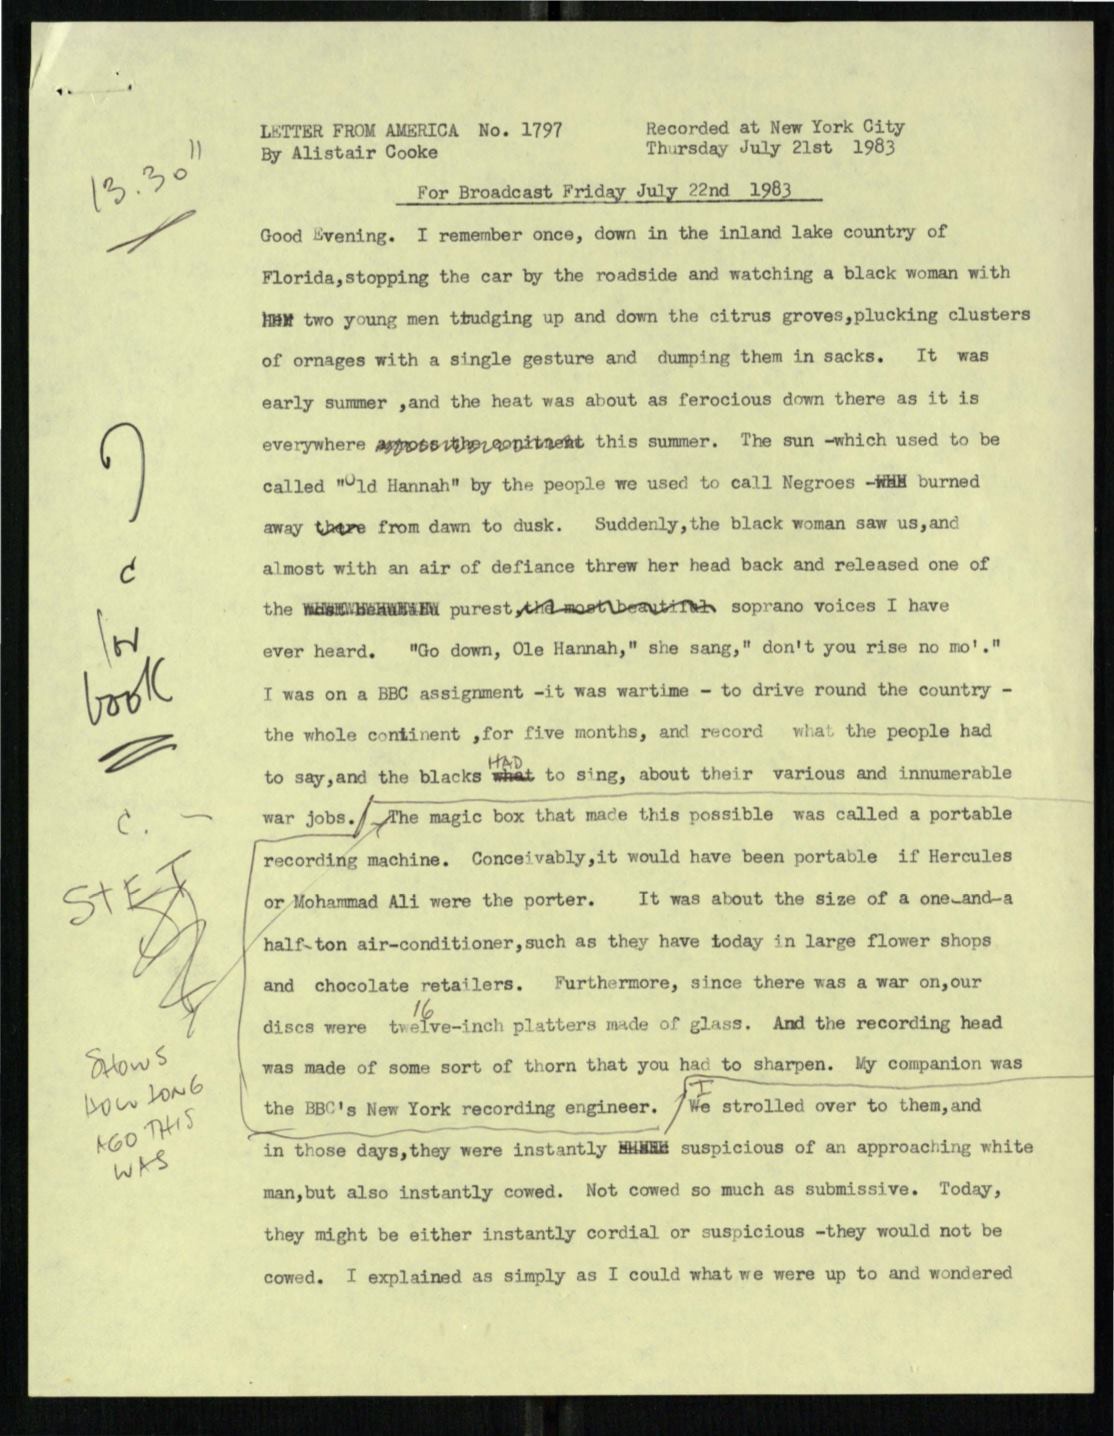 LETTER FROM AMERICA  No. 1797
By Alistair Cooke
Recorded at New York City
Thursday July 21st  1983
13.30"
For Broadcast Friday July 22nd  1983
Good Evening.  I remember once, down in the inland lake country of
Florida,stopping the car by the roadside and watching a black woman with
two young men ttudging up and down the citrus groves,plucking clusters
of ornages with a single gesture and  dumping them in sacks.   It  was
early summer ,and the heat was about as ferocious down there as it is
everywhere across the conitnent this summer.  The sun -which used to be
called "Old Hannah" by the people we used to call Negroes - burned
away there from dawn to dusk.   Suddenly,the black woman saw us,and
almost with an air of defiance threw her head back and released one of
the purest,the most beautiful soprano voices I have
ever heard.   "Go down, Ole Hannah," she sang," don't you rise no mo'."
I was on a BBC assignment -it was wartime - to drive round the country -
the whole continent ,for five months, and record   what the people had
HAD
to say,and the blacks what to sing, about their  various and innumerable
war jobs.  The magic box that made this possible  was called a portable
recording machine.  Conceivably,it would have been portable  if Hercules
or Mohammad Ali were the porter.    It was about the size of a one-and-a
half-ton air-conditioner,such as they have today in large flower shops
and  chocolate retailers.   Furthermore, since there was a war on,our
16
discs were  twelve-inch platters made of glass.  And the recording head
was made of some sort of thorn that you had to sharpen.  My companion was
I
the BBC's New York recording engineer.  We strolled over to them,and
in those days,they were instantly suspicious of an approaching white
man,but also instantly cowed.  Not cowed so much as submissive.  Today,
they might be either instantly cordial or suspicious -they would not be
cowed.  I explained as simply as I could what we were up to and wondered
?
c
for
book
c. -
STET
SHOWS
HOW LONG
AGO THIS
WAS